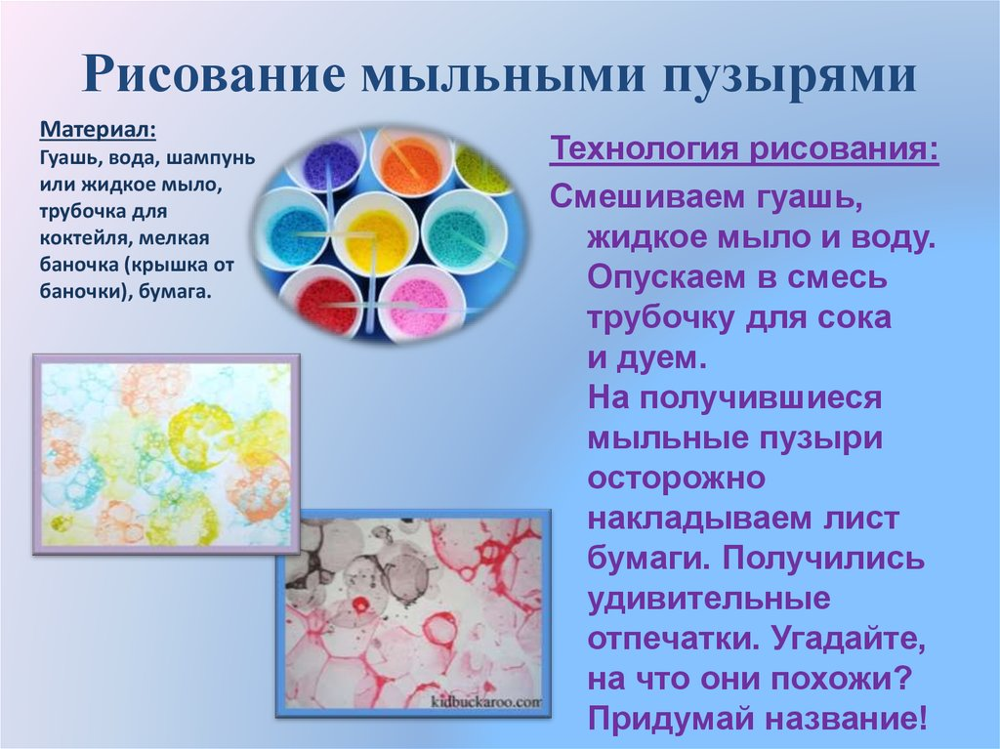 Рисование мыльными пузырями
Материал:
Гуашь, вода, шампунь
или жидкое мыло,
трубочка для
коктейля, мелкая
баночка (крышка от
баночки), бумага.
Технология рисования:
Смешиваем гуашь,
жидкое мыло и воду.
Опускаем в смесь
трубочку для сока
и дуем.
На получившиеся
мыльные пузыри
осторожно
накладываем лист
бумаги. Получились
удивительные
отпечатки. Угадайте,
на что они похожи?
Придумай название!
kidbuckaroo.com